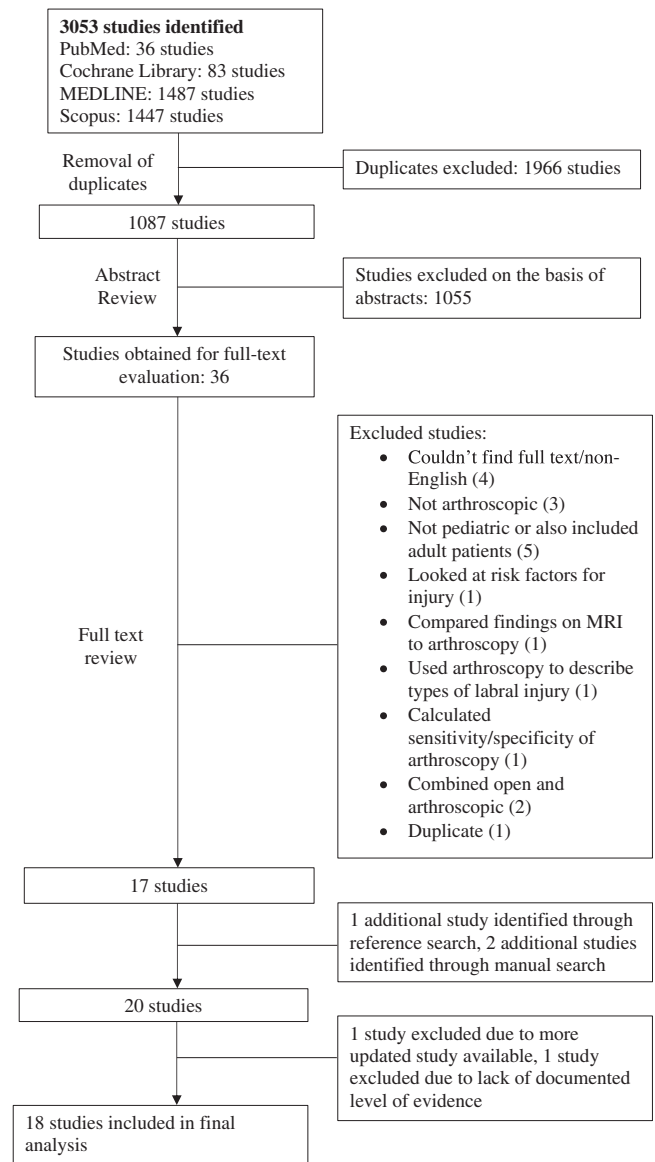 3053 studies identified
PubMed: 36 studies
Cochrane Library: 83 studies
MEDLINE: 1487 studies
Scopus: 1447 studies
Removal of
duplicates
Duplicates excluded: 1966 studies
1087 studies
Abstract
Review
Studies excluded on the basis of
abstracts: 1055
Studies obtained for full-text
evaluation: 36
Excluded studies:
• Couldn’t find full text/non-
English (4)
• Not arthroscopic (3)
• Not pediatric or also included
adult patients (5)
• Looked at risk factors for
injury (1)
• Compared findings on MRI
to arthroscopy (1)
• Used arthroscopy to describe
types of labral injury (1)
• Calculated
sensitivity/specificity of
arthroscopy (1)
• Combined open and
arthroscopic (2)
• Duplicate (1)
Full text
review
17 studies
1 additional study identified through
reference search, 2 additional studies
identified through manual search
20 studies
1 study excluded due to more
updated study available, 1 study
excluded due to lack of documented
level of evidence
18 studies included in final
analysis